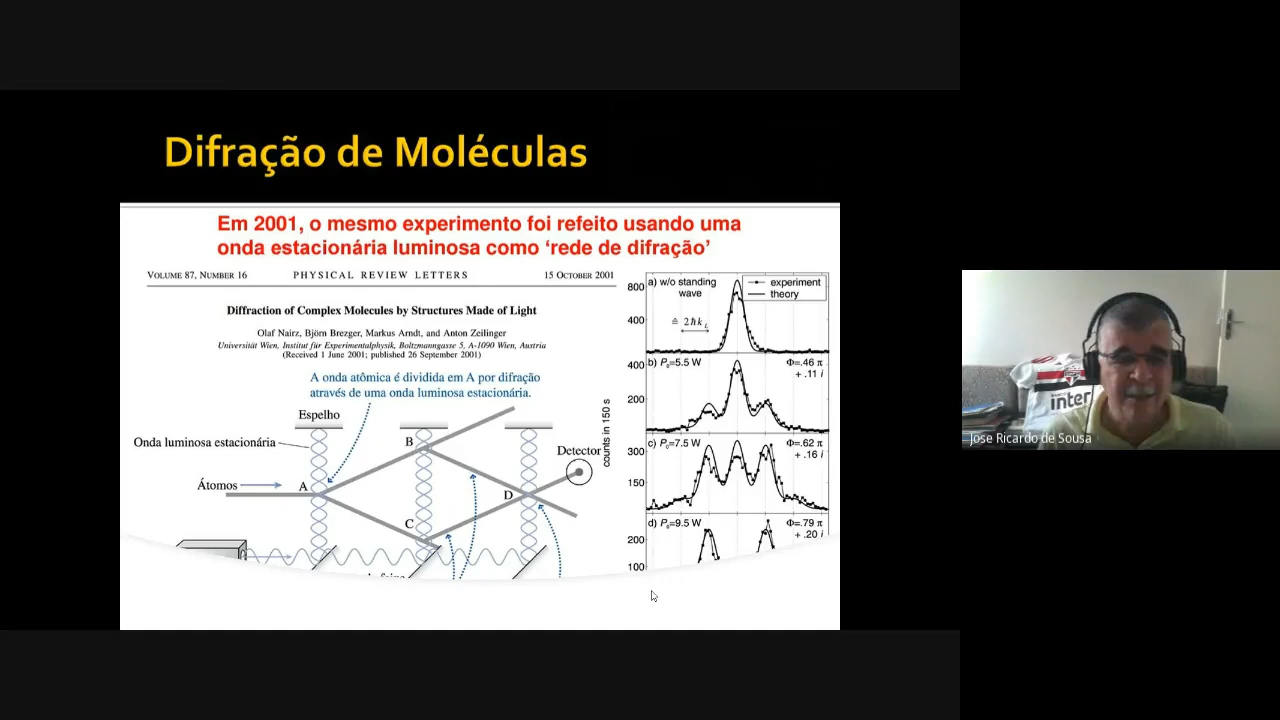 Difração de Moléculas
Em 2001, o mesmo experimento foi refeito usando uma
onda estacionária luminosa como ‘rede de difração’
VOLUME 87, NUMBER 16
PHYSICAL REVIEW LETTERS
15 OCTOBER 2001
Diffraction of Complex Molecules by Structures Made of Light
Olaf Nairz, Björn Brezger, Markus Arndt, and Anton Zeilinger
Universität Wien, Institut für Experimentalphysik, Boltzmanngasse 5, A-1090 Wien, Austria
(Received 1 June 2001; published 26 September 2001)
A onda atômica é dividida em A por difração
através de uma onda luminosa estacionária.
Espelho
Onda luminosa estacionária
Átomos
A
B
C
D
Detector
counts in 150 s
800
400
a) w/o standing
wave
experiment
theory
≙ 2ħk_L
400
200
b) P₀=5.5 W
Φ=.46 π
+ .11 i
300
150
c) P₀=7.5 W
Φ=.62 π
+ .16 i
200
100
d) P₀=9.5 W
Φ=.79 π
+ .20 i
inter
Jose Ricardo de Sousa